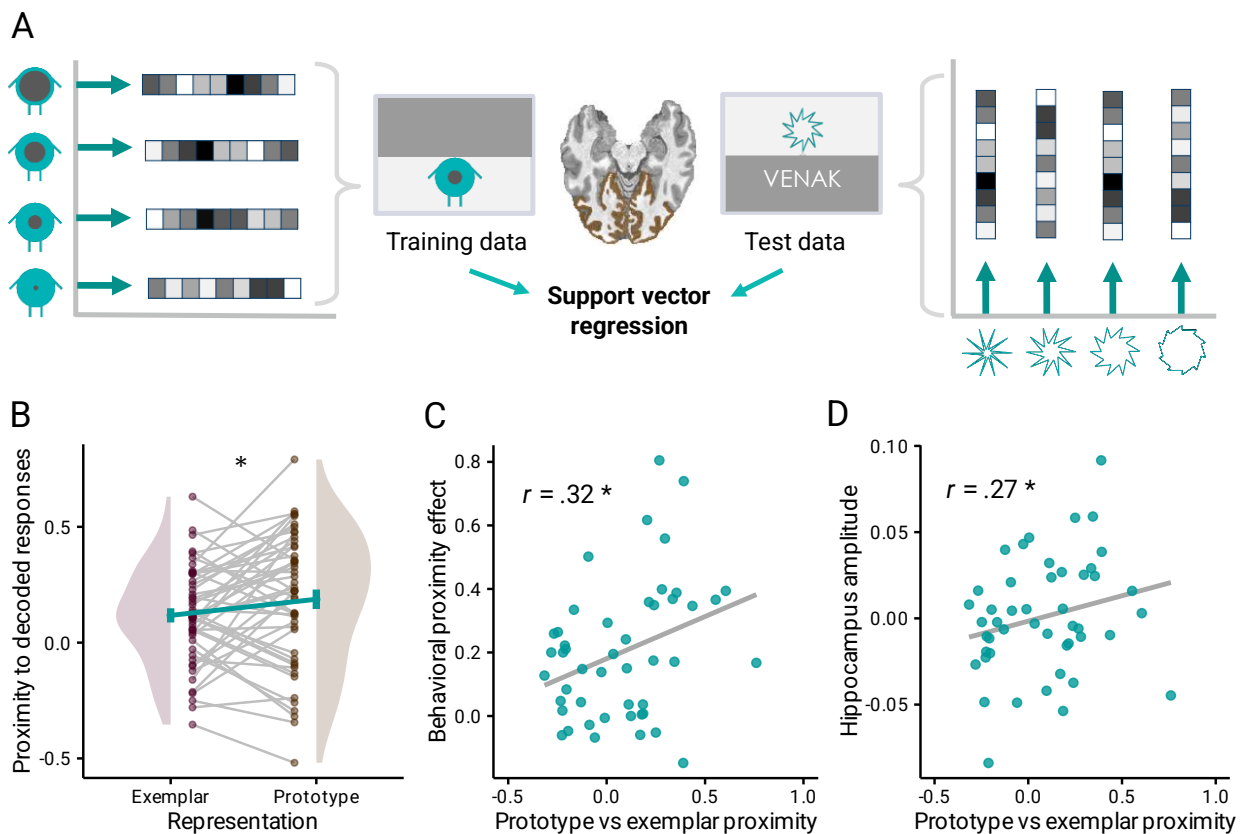 A
VENAK
Training data
Test data
Support vector
regression
B
Proximity to decoded responses
*
0.5
0.0
-0.5
Exemplar
Prototype
Representation
C
Behavioral proximity effect
r = .32 *
0.8
0.6
0.4
0.2
0.0
-0.5
0.0
0.5
1.0
Prototype vs exemplar proximity
D
Hippocampus amplitude
r = .27 *
0.10
0.05
0.00
-0.05
-0.5
0.0
0.5
1.0
Prototype vs exemplar proximity